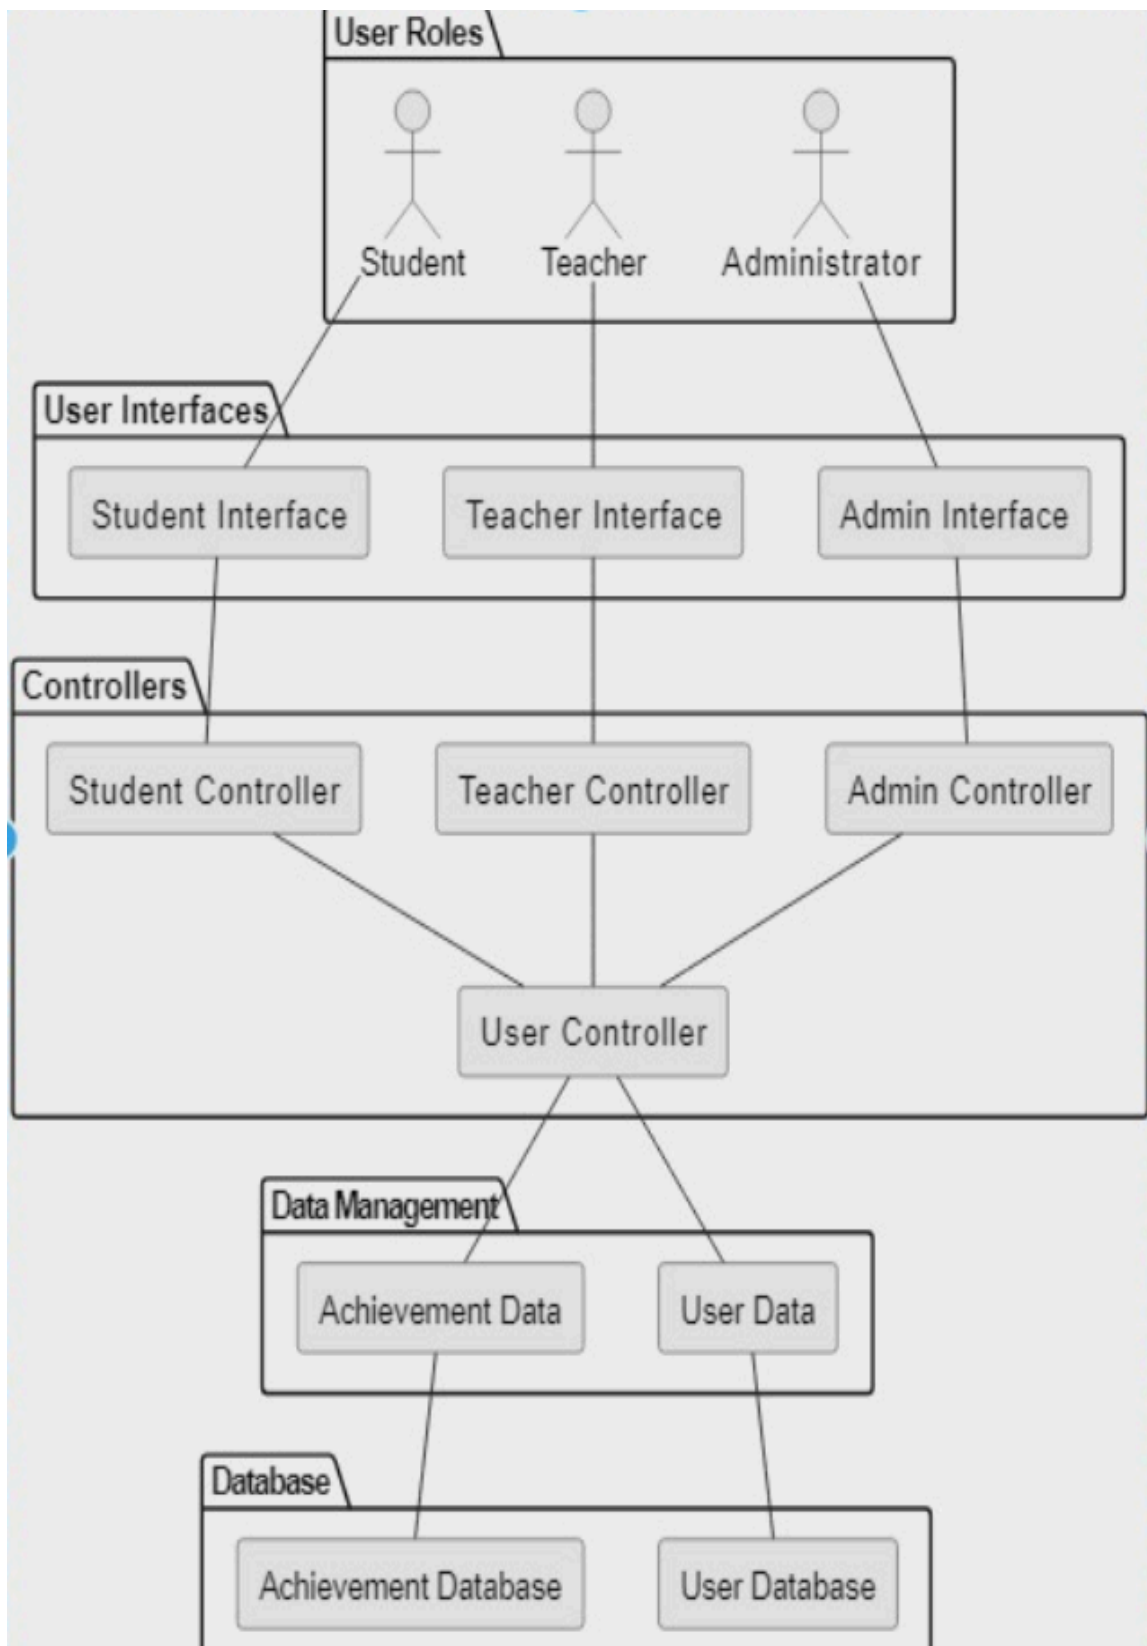 User Roles
Student Teacher Administrator
User Interfaces
Student Interface Teacher Interface Admin Interface
Controllers
Student Controller Teacher Controller Admin Controller
User Controller
Data Management
Achievement Data User Data
Database
Achievement Database User Database